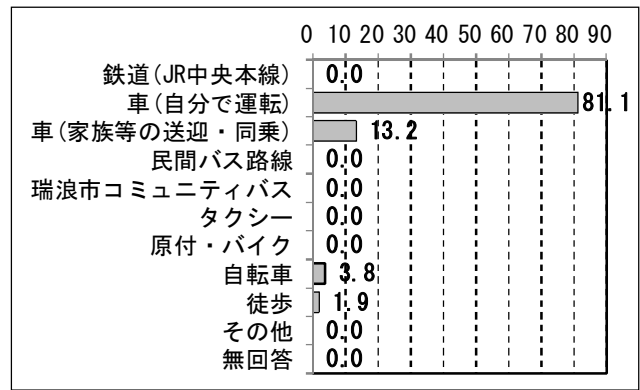 0 10 20 30 40 50 60 70 80 90
鉄道(JR中央本線) 0.0
車(自分で運転) 81.1
車(家族等の送迎・同乗) 13.2
民間バス路線 0.0
瑞浪市コミュニティバス 0.0
タクシー 0.0
原付・バイク 0.0
自転車 3.8
徒歩 1.9
その他 0.0
無回答 0.0